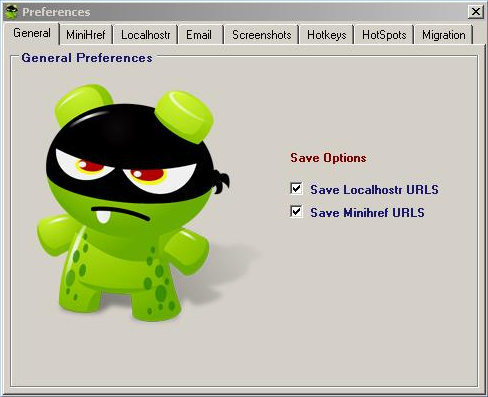 Preferences
General MiniHref Localhostr Email Screenshots Hotkeys HotSpots Migration
General Preferences
Save Options
Save Localhostr URLS
Save Minihref URLS